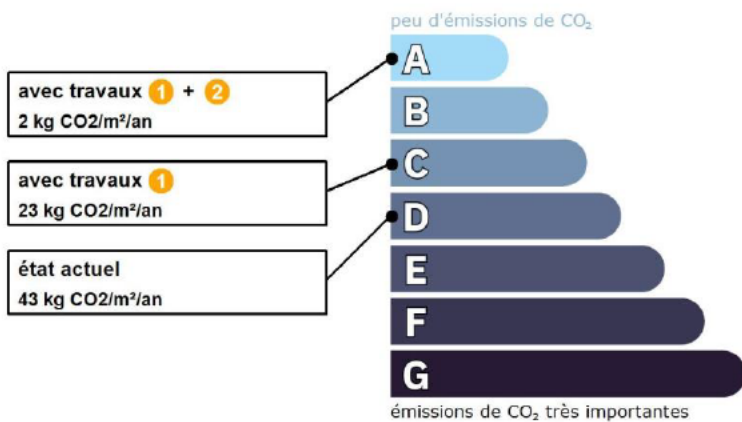 peu d'émissions de CO₂
A
avec travaux 1 + 2
2 kg CO2/m²/an
B
avec travaux 1
23 kg CO2/m²/an
C
D
état actuel
43 kg CO2/m²/an
E
F
G
émissions de CO₂ très importantes